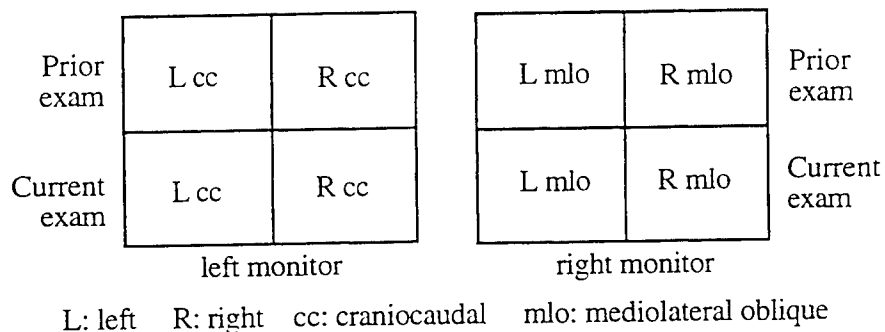 Prior exam L cc R cc L mlo R mlo Prior exam
Current exam L cc R cc L mlo R mlo Current exam
left monitor right monitor
L: left R: right cc: craniocaudal mlo: mediolateral oblique